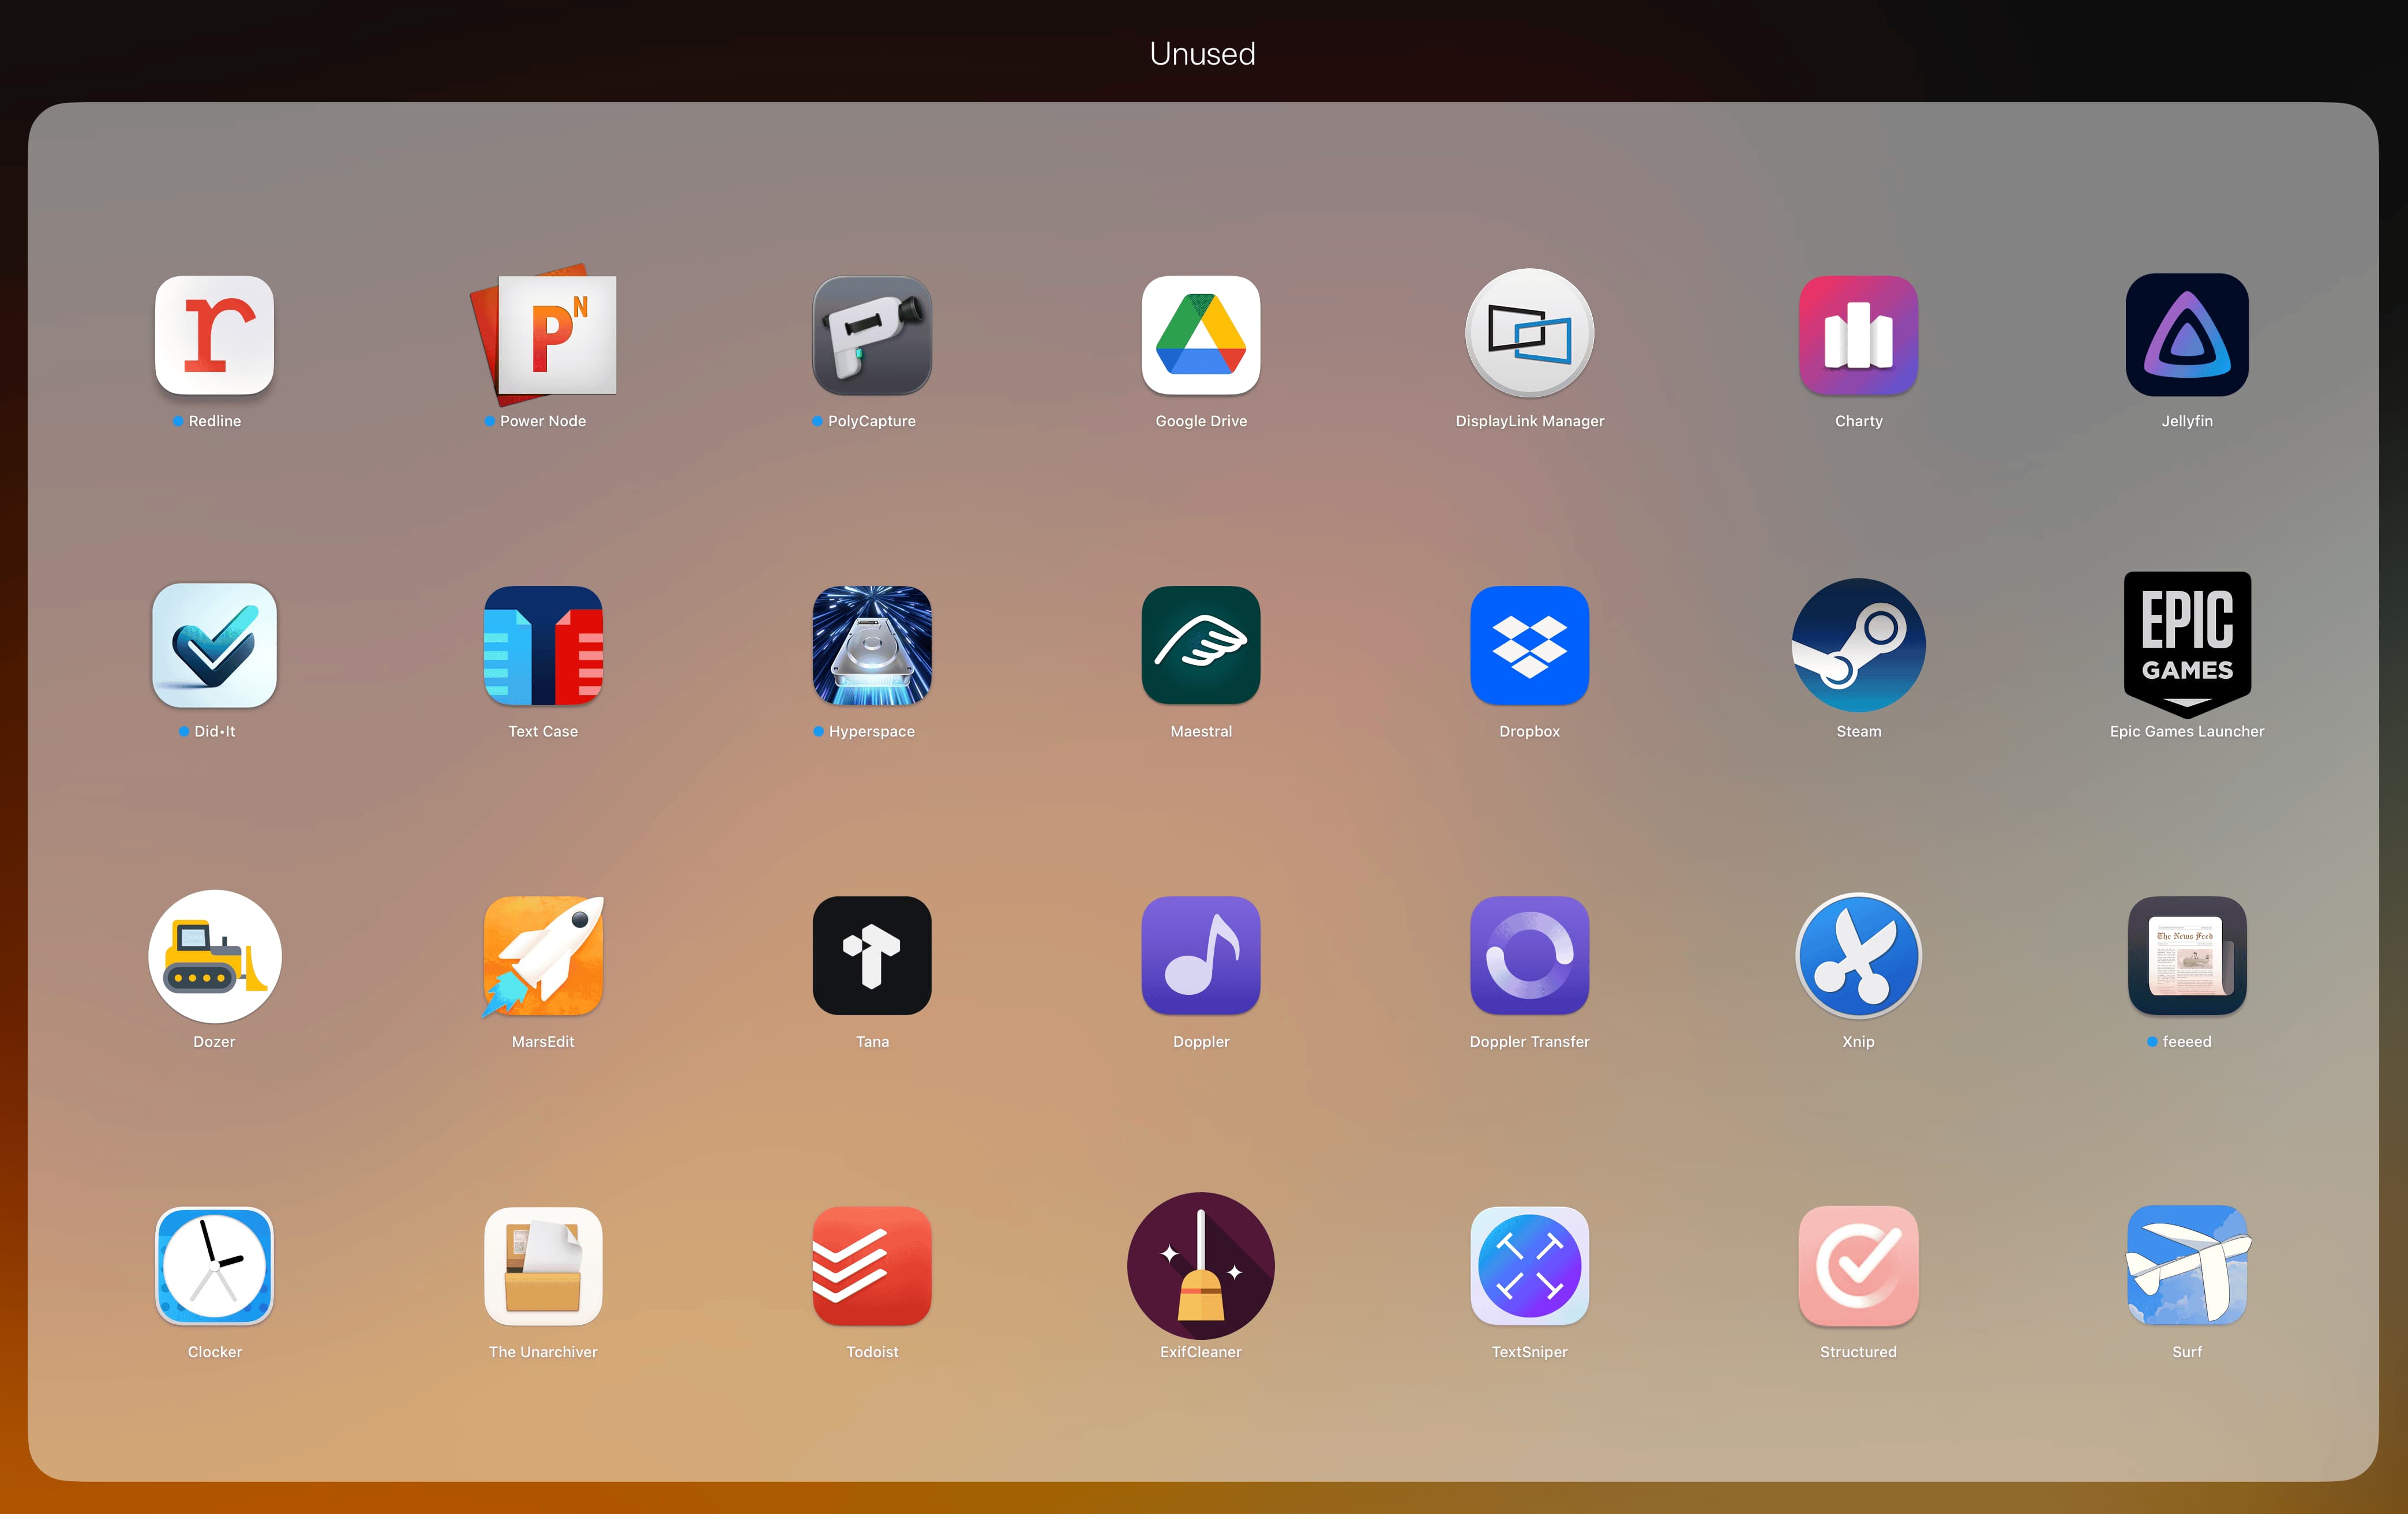 Unused
r
P N
Redline
Power Node
PolyCapture
Google Drive
DisplayLink Manager
Charty
Jellyfin
EPIC
GAMES
Did•It
Text Case
Hyperspace
Maestral
Dropbox
Steam
Epic Games Launcher
The News Feed
Dozer
MarsEdit
Tana
Doppler
Doppler Transfer
Xnip
feeeed
Clocker
The Unarchiver
Todoist
ExifCleaner
TextSniper
Structured
Surf